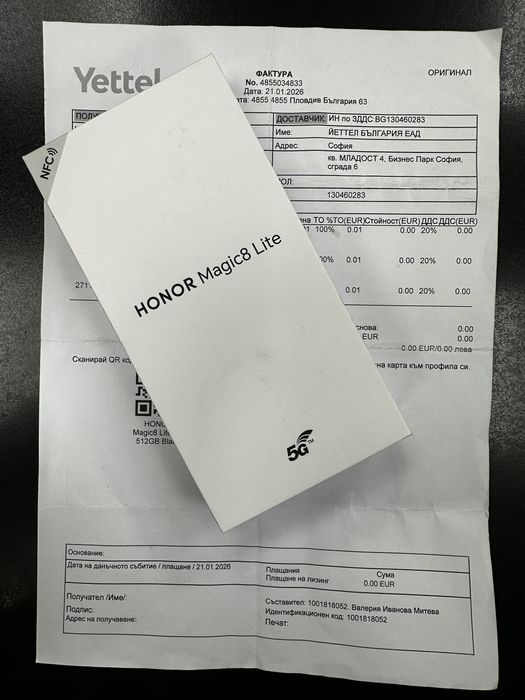 Yettel
ФАКТУРА
No. 4855034833
Дата: 21.01.2026
4855 4855 Пловдив България 63
ОРИГИНАЛ
ДОСТАВЧИК ИН по ЗДДС:BG130460283
Име: ЙЕТТЕЛ БЪЛГАРИЯ ЕАД
Адрес: София
кв. МЛАДОСТ 4, Бизнес Парк София,
сграда 6
130460283
ТО %ТО(EUR)Стойност(EUR) ДДС ДДС(EUR)
100% 0.01 0.00 20% 0.00
0.01 0.00 20% 0.00
0.01 0.00 20% 0.00
271
0.00
EUR 0.00
0.00 EUR/0.00 лева
Сканирай QR
карта към профила си.
NFC
HONOR Magic8 Lite
5G™
Magic8
512GB
Основание:
Дата на данъчното събитие / плащане / 21.01.2026
Плащания Сума
Плащане на лизинг 0.00 EUR
Получател /Име/:
Подпис:
Адрес на получаване:
Съставител: 1001818052, Валерия Иванова Митева
Идентификационен код: 1001818052
Печат: